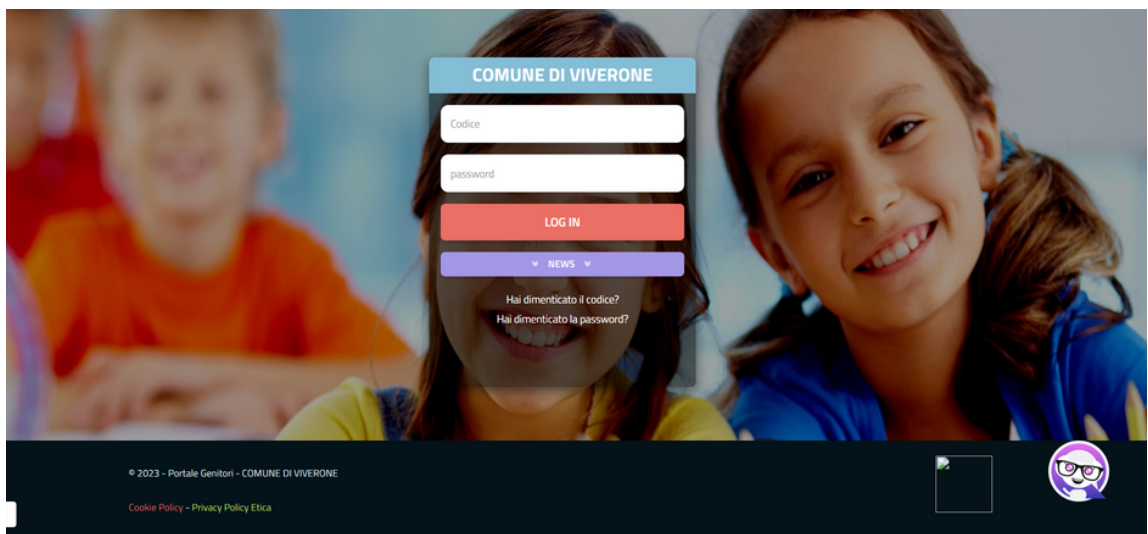 COMUNE DI VIVERONE
Codice
password
LOG IN
NEWS
Hai dimenticato il codice?
Hai dimenticato la password?
© 2023 - Portale Genitori - COMUNE DI VIVERONE
Cookie Policy - Privacy Policy Etica